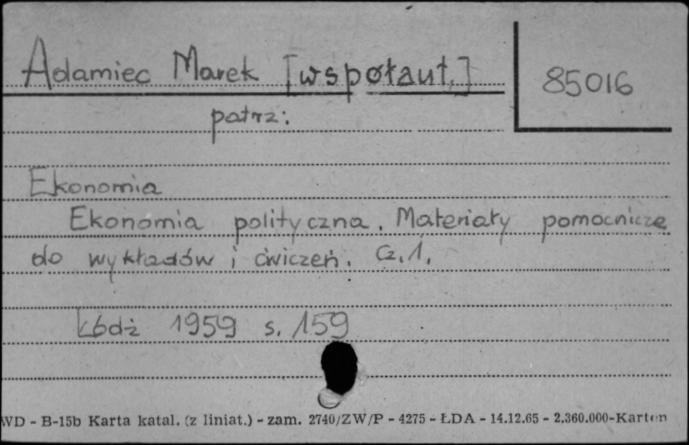 Adamiec Marek [współaut.]
85016
patrz:
Ekonomia
Ekonomia polityczna. Materiały pomocnicze
do wykładów i ćwiczeń. Cz. 1.
Łódź 1959 s. 159
WD - B-15b Karta katal. (z liniat.) - zam. 2740/ZW/P - 4275 - ŁDA - 14.12.65 - 2.360.000-Karton